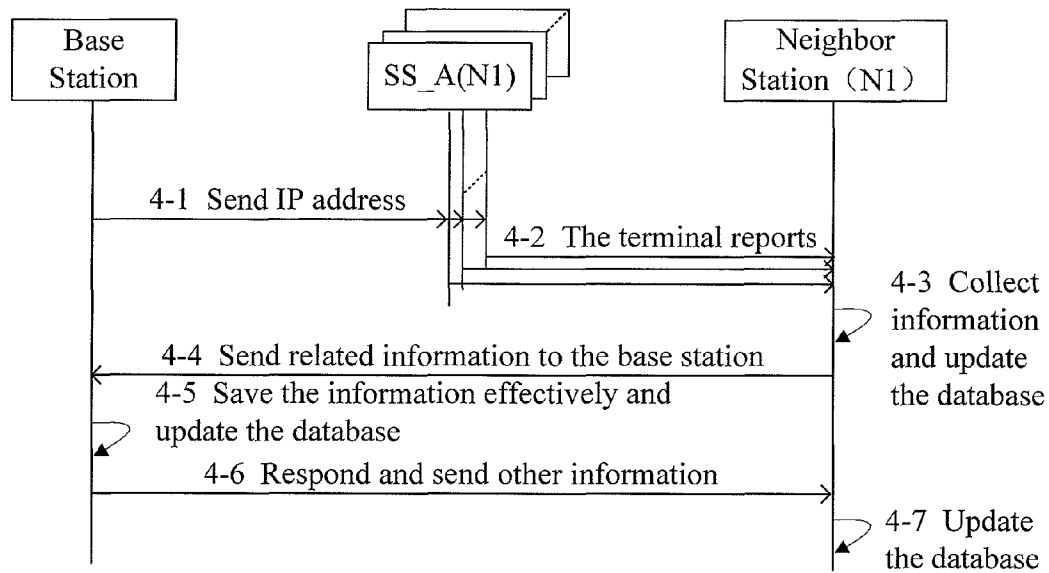 Base
Station
SS_A(N1)
Neighbor
Station（N1）
4-1 Send IP address
4-2 The terminal reports
4-3 Collect
information
and update
the database
4-4 Send related information to the base station
4-5 Save the information effectively and
update the database
4-6 Respond and send other information
4-7 Update
the database